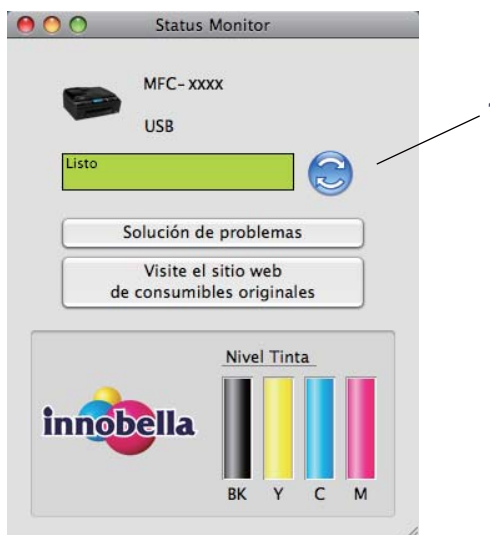 Status Monitor
MFC- xxxx
USB
Listo
Solución de problemas
Visite el sitio web
de consumibles originales
Nivel Tinta
innobella
BK Y C M